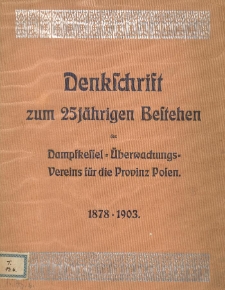 Denkschrift
zum 25jährigen Bestehen
des
Dampfkessel-Überwachungs-
Vereins für die Provinz Posen.
1878-1903.